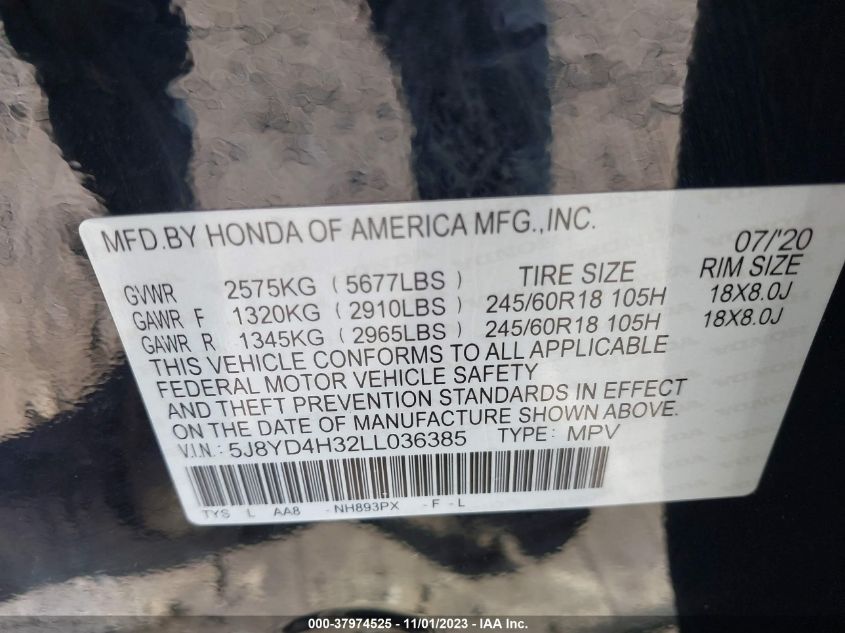 MFD.BY HONDA OF AMERICA MFG.,INC.
07/'20
GVWR 2575KG (5677LBS) TIRE SIZE RIM SIZE
GAWR F 1320KG (2910LBS) 245/60R18 105H 18X8.0J
GAWR R 1345KG (2965LBS) 245/60R18 105H 18X8.0J
THIS VEHICLE CONFORMS TO ALL APPLICABLE
FEDERAL MOTOR VEHICLE SAFETY
AND THEFT PREVENTION STANDARDS IN EFFECT
ON THE DATE OF MANUFACTURE SHOWN ABOVE.
V.I.N.: 5J8YD4H32LL036385 TYPE: MPV
TYS L AA8 -NH893PX -F -L
000-37974525 - 11/01/2023 - IAA Inc.